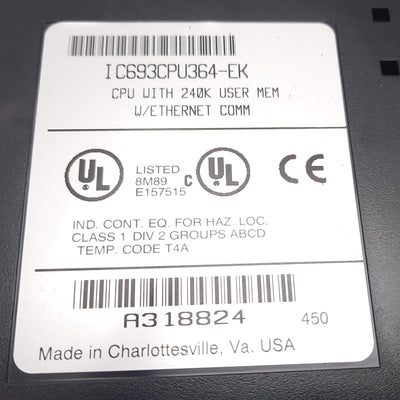 IC693CPU364-EK
CPU WITH 240K USER MEM
W/ETHERNET COMM
UL LISTED C UL CE
8M89
E157515
IND. CONT. EQ. FOR HAZ. LOC.
CLASS 1 DIV 2 GROUPS ABCD
TEMP. CODE T4A
A318824 450
Made in Charlottesville, Va. USA